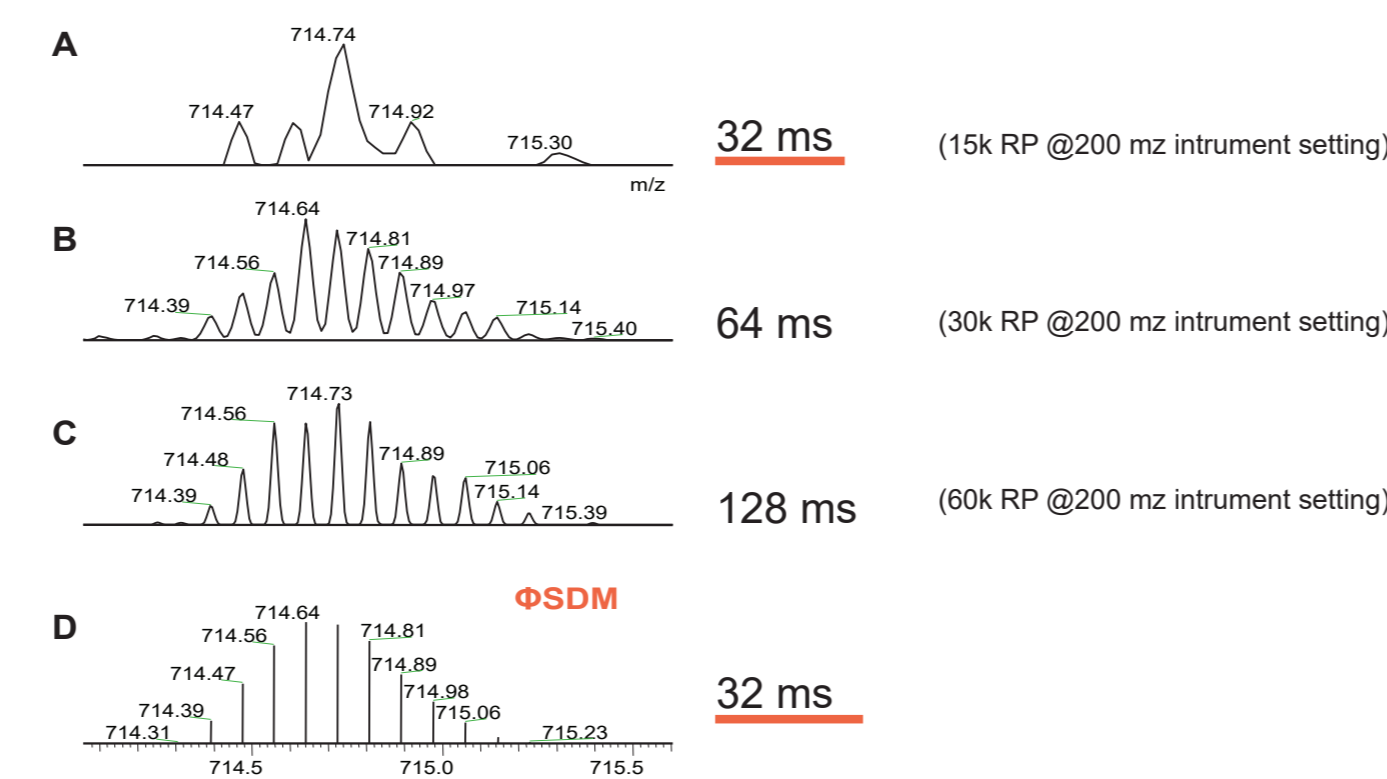 A
714.74
714.47
714.92
715.30
m/z
32 ms
(15k RP @200 mz intrument setting)
B
714.64
714.81
714.56
714.89
714.97
714.39
715.14
715.40
64 ms
(30k RP @200 mz intrument setting)
C
714.73
714.56
714.89
714.48
715.06
714.39
715.14
715.39
128 ms
(60k RP @200 mz intrument setting)
D
ΦSDM
714.64
714.56
714.81
714.47
714.89
714.98
714.39
715.06
714.31
715.23
32 ms
714.5
715.0
715.5